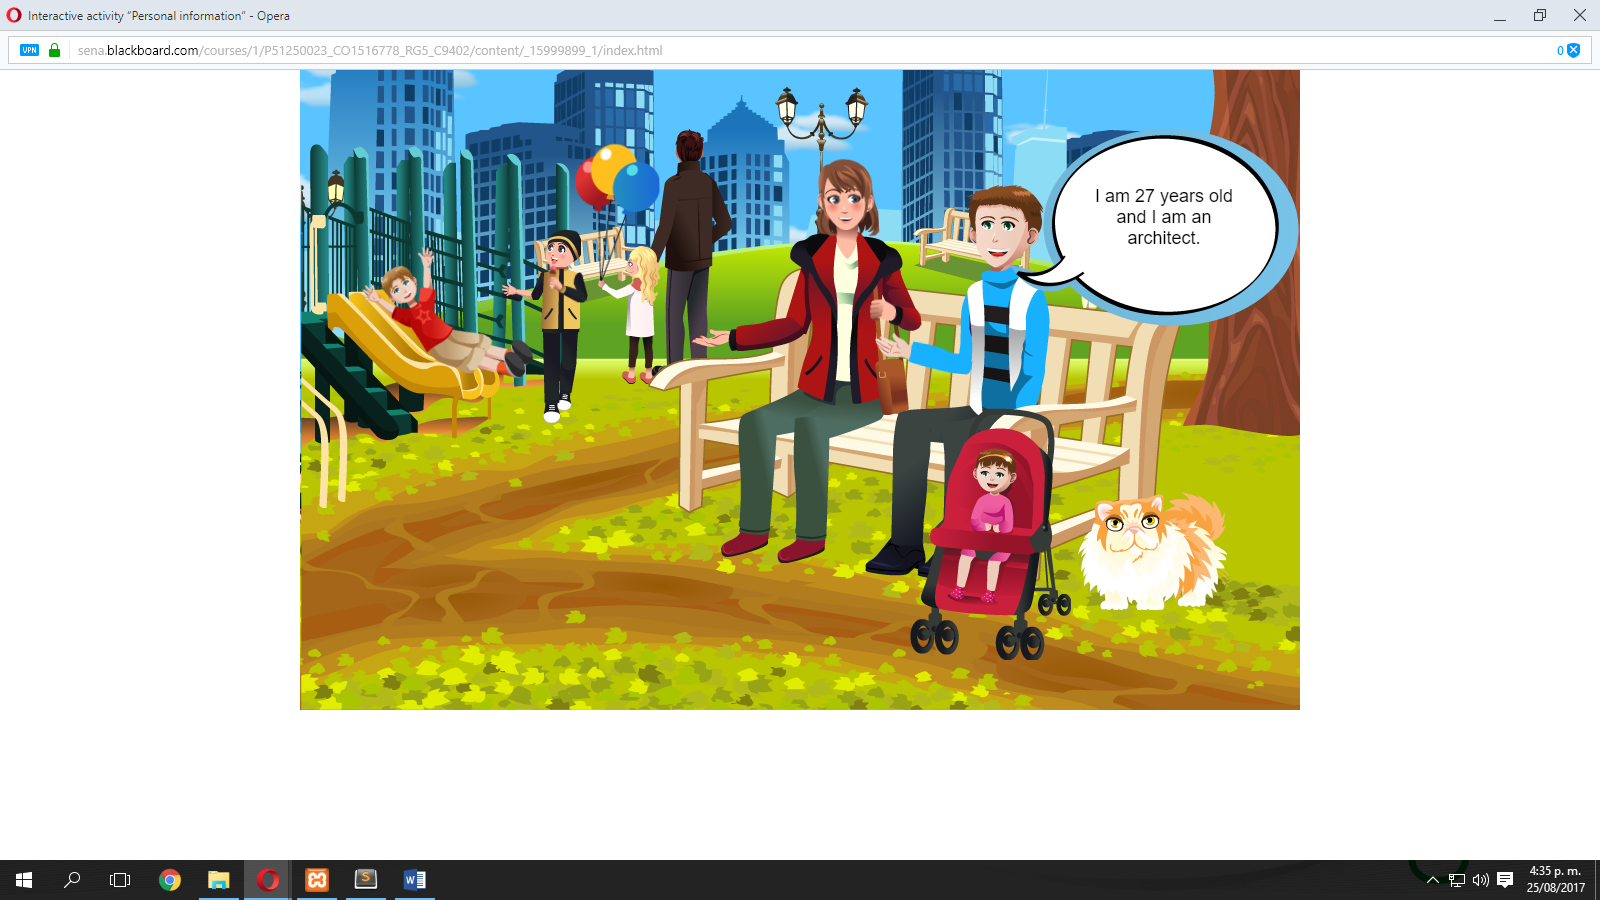 Interactive activity “Personal information” - Opera
VPN
sena.blackboard.com/courses/1/P51250023_CO1516778_RG5_C9402/content/_15999899_1/index.html
0
I am 27 years old
and I am an
architect.
S
W
4:35 p. m.
25/08/2017